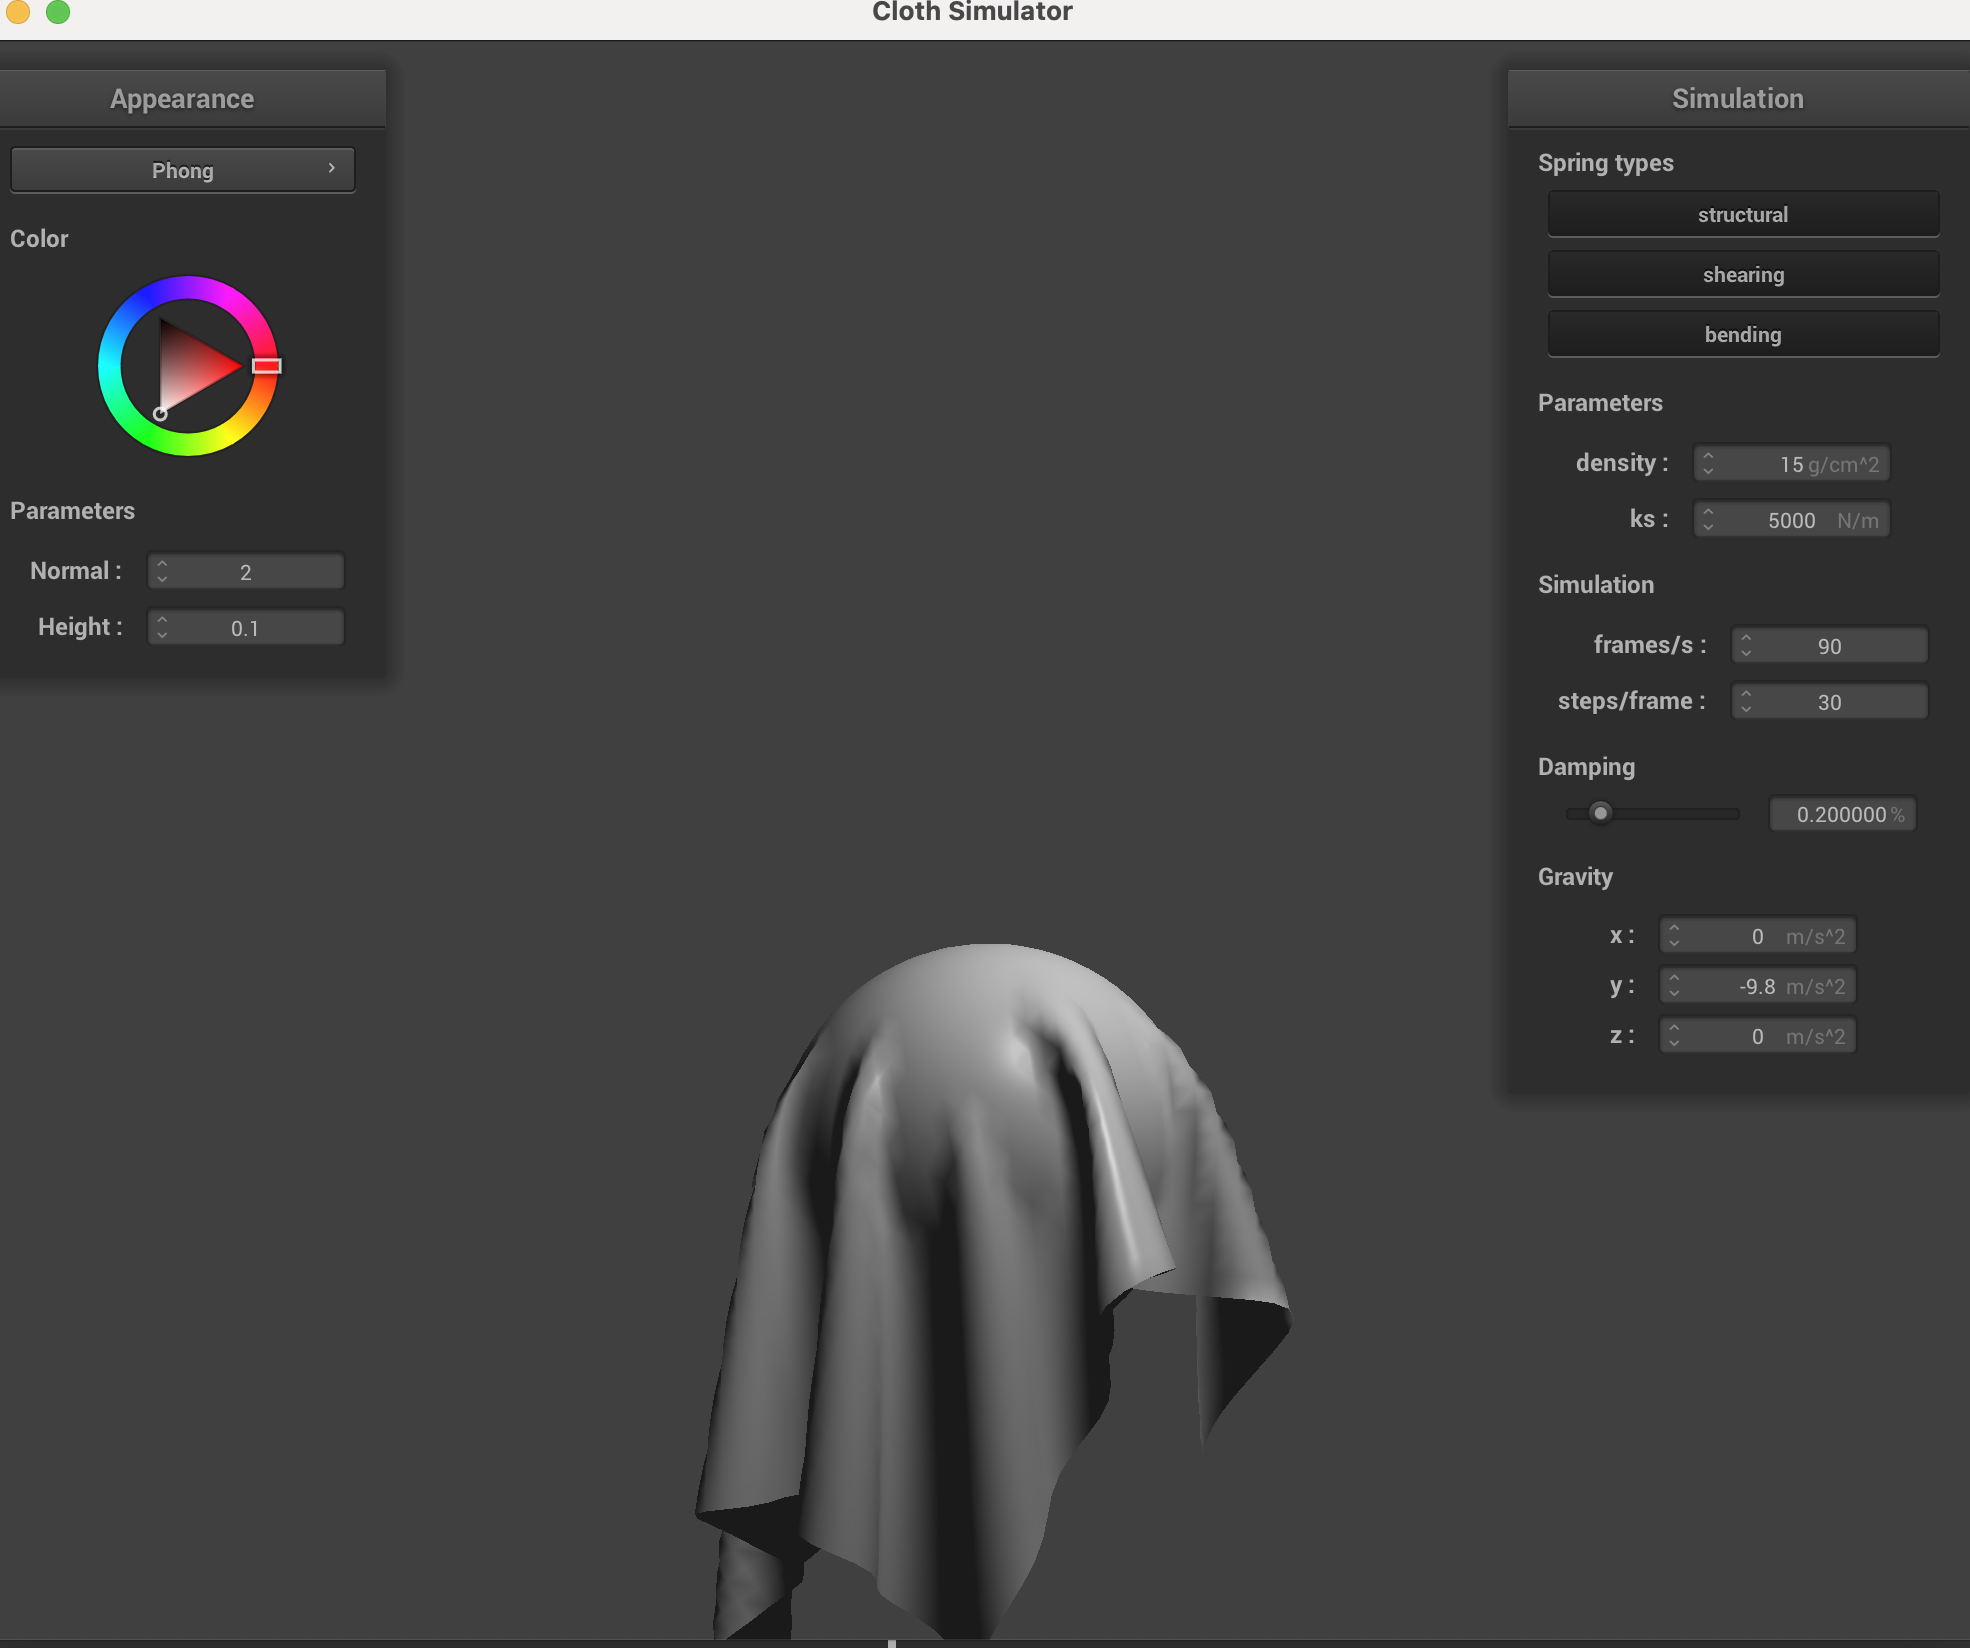 Cloth Simulator
Appearance
Phong
Color
Parameters
Normal : 2
Height : 0.1
Simulation
Spring types
structural
shearing
bending
Parameters
density : 15 g/cm^2
ks : 5000 N/m
Simulation
frames/s : 90
steps/frame : 30
Damping
0.200000 %
Gravity
x : 0 m/s^2
y : -9.8 m/s^2
z : 0 m/s^2